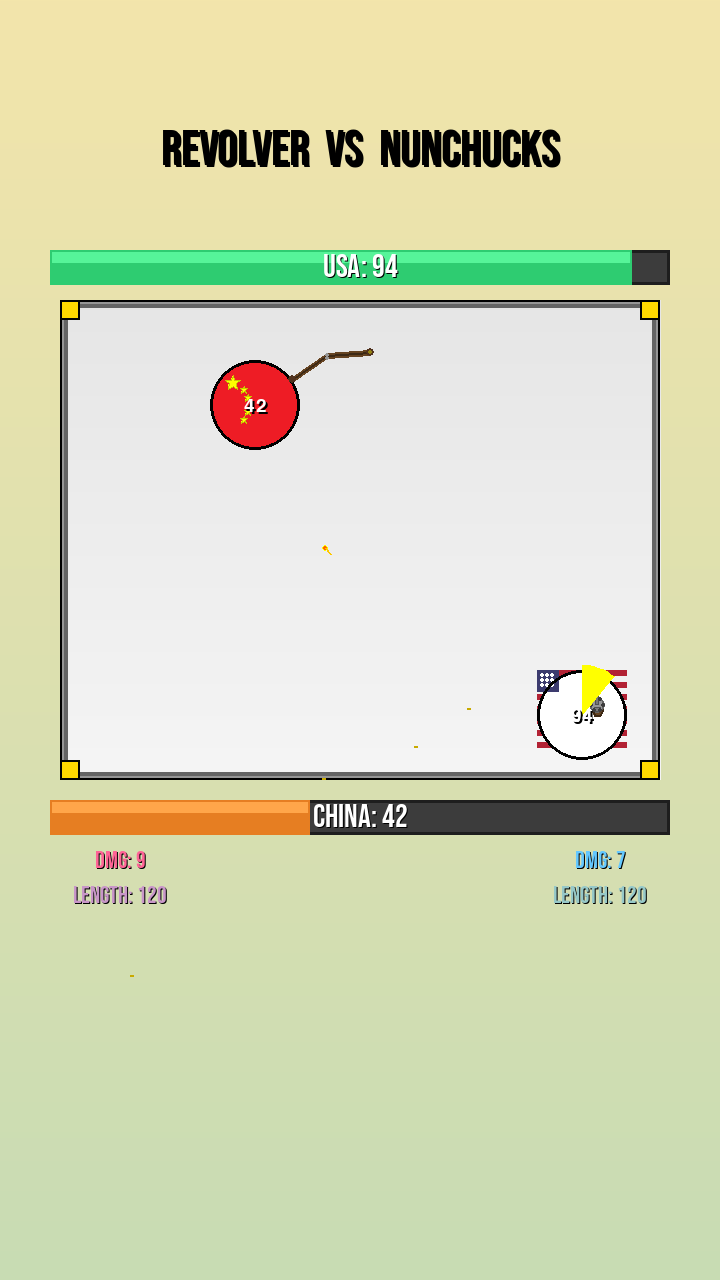 REVOLVER VS NUNCHUCKS
USA: 94
42
94
CHINA: 42
DMG: 9
DMG: 7
LENGTH: 120
LENGTH: 120